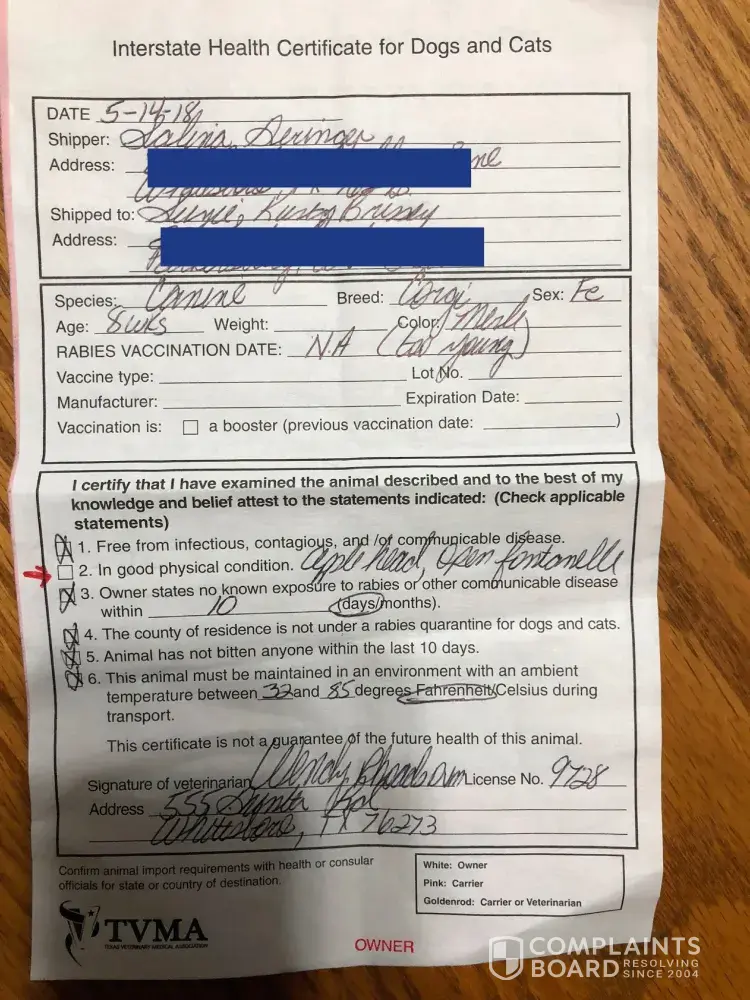 Interstate Health Certificate for Dogs and Cats
DATE 5-14-18
Shipper: Salina Deringer
Address:
Shipped to: Kristy
Address:
Species: Canine Breed: Corgi Sex: Fe
Age: 8wks Weight: Color: Merle
RABIES VACCINATION DATE: N.A (too young)
Vaccine type: Lot No.
Manufacturer: Expiration Date:
Vaccination is: a booster (previous vaccination date: )
I certify that I have examined the animal described and to the best of my
knowledge and belief attest to the statements indicated: (Check applicable
statements)
1. Free from infectious, contagious, and /or communicable disease.
2. In good physical condition. aple head, open fontanelle
3. Owner states no known exposure to rabies or other communicable disease
within 10 (days/months).
4. The county of residence is not under a rabies quarantine for dogs and cats.
5. Animal has not bitten anyone within the last 10 days.
6. This animal must be maintained in an environment with an ambient
temperature between 32 and 85 degrees Fahrenheit/Celsius during
transport.
This certificate is not a guarantee of the future health of this animal.
Signature of veterinarian Wendy License No. 9728
Address 555
TX 76273
Confirm animal import requirements with health or consular
officials for state or country of destination.
White: Owner
Pink: Carrier
Goldenrod: Carrier or Veterinarian
TVMA
TEXAS VETERINARY MEDICAL ASSOCIATION
OWNER
COMPLAINTS
BOARD RESOLVING
SINCE 2004